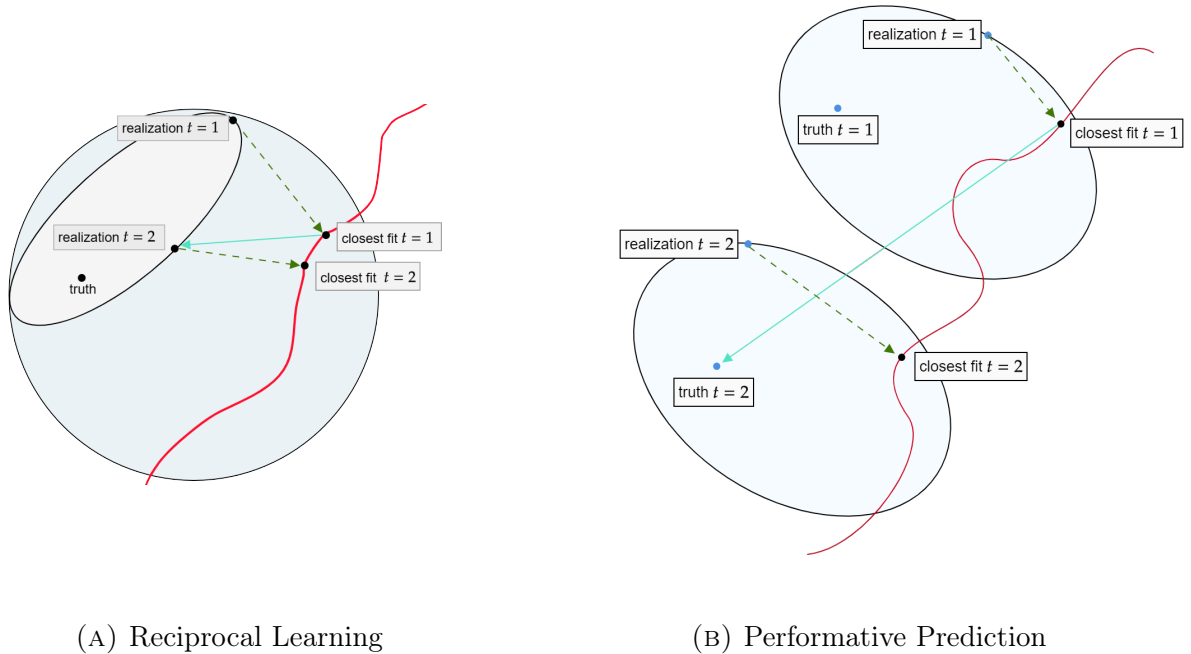 realization t = 1
realization t = 2
truth
closest fit t = 1
closest fit t = 2
realization t = 1
truth t = 1
closest fit t = 1
realization t = 2
truth t = 2
closest fit t = 2
(A) Reciprocal Learning
(B) Performative Prediction